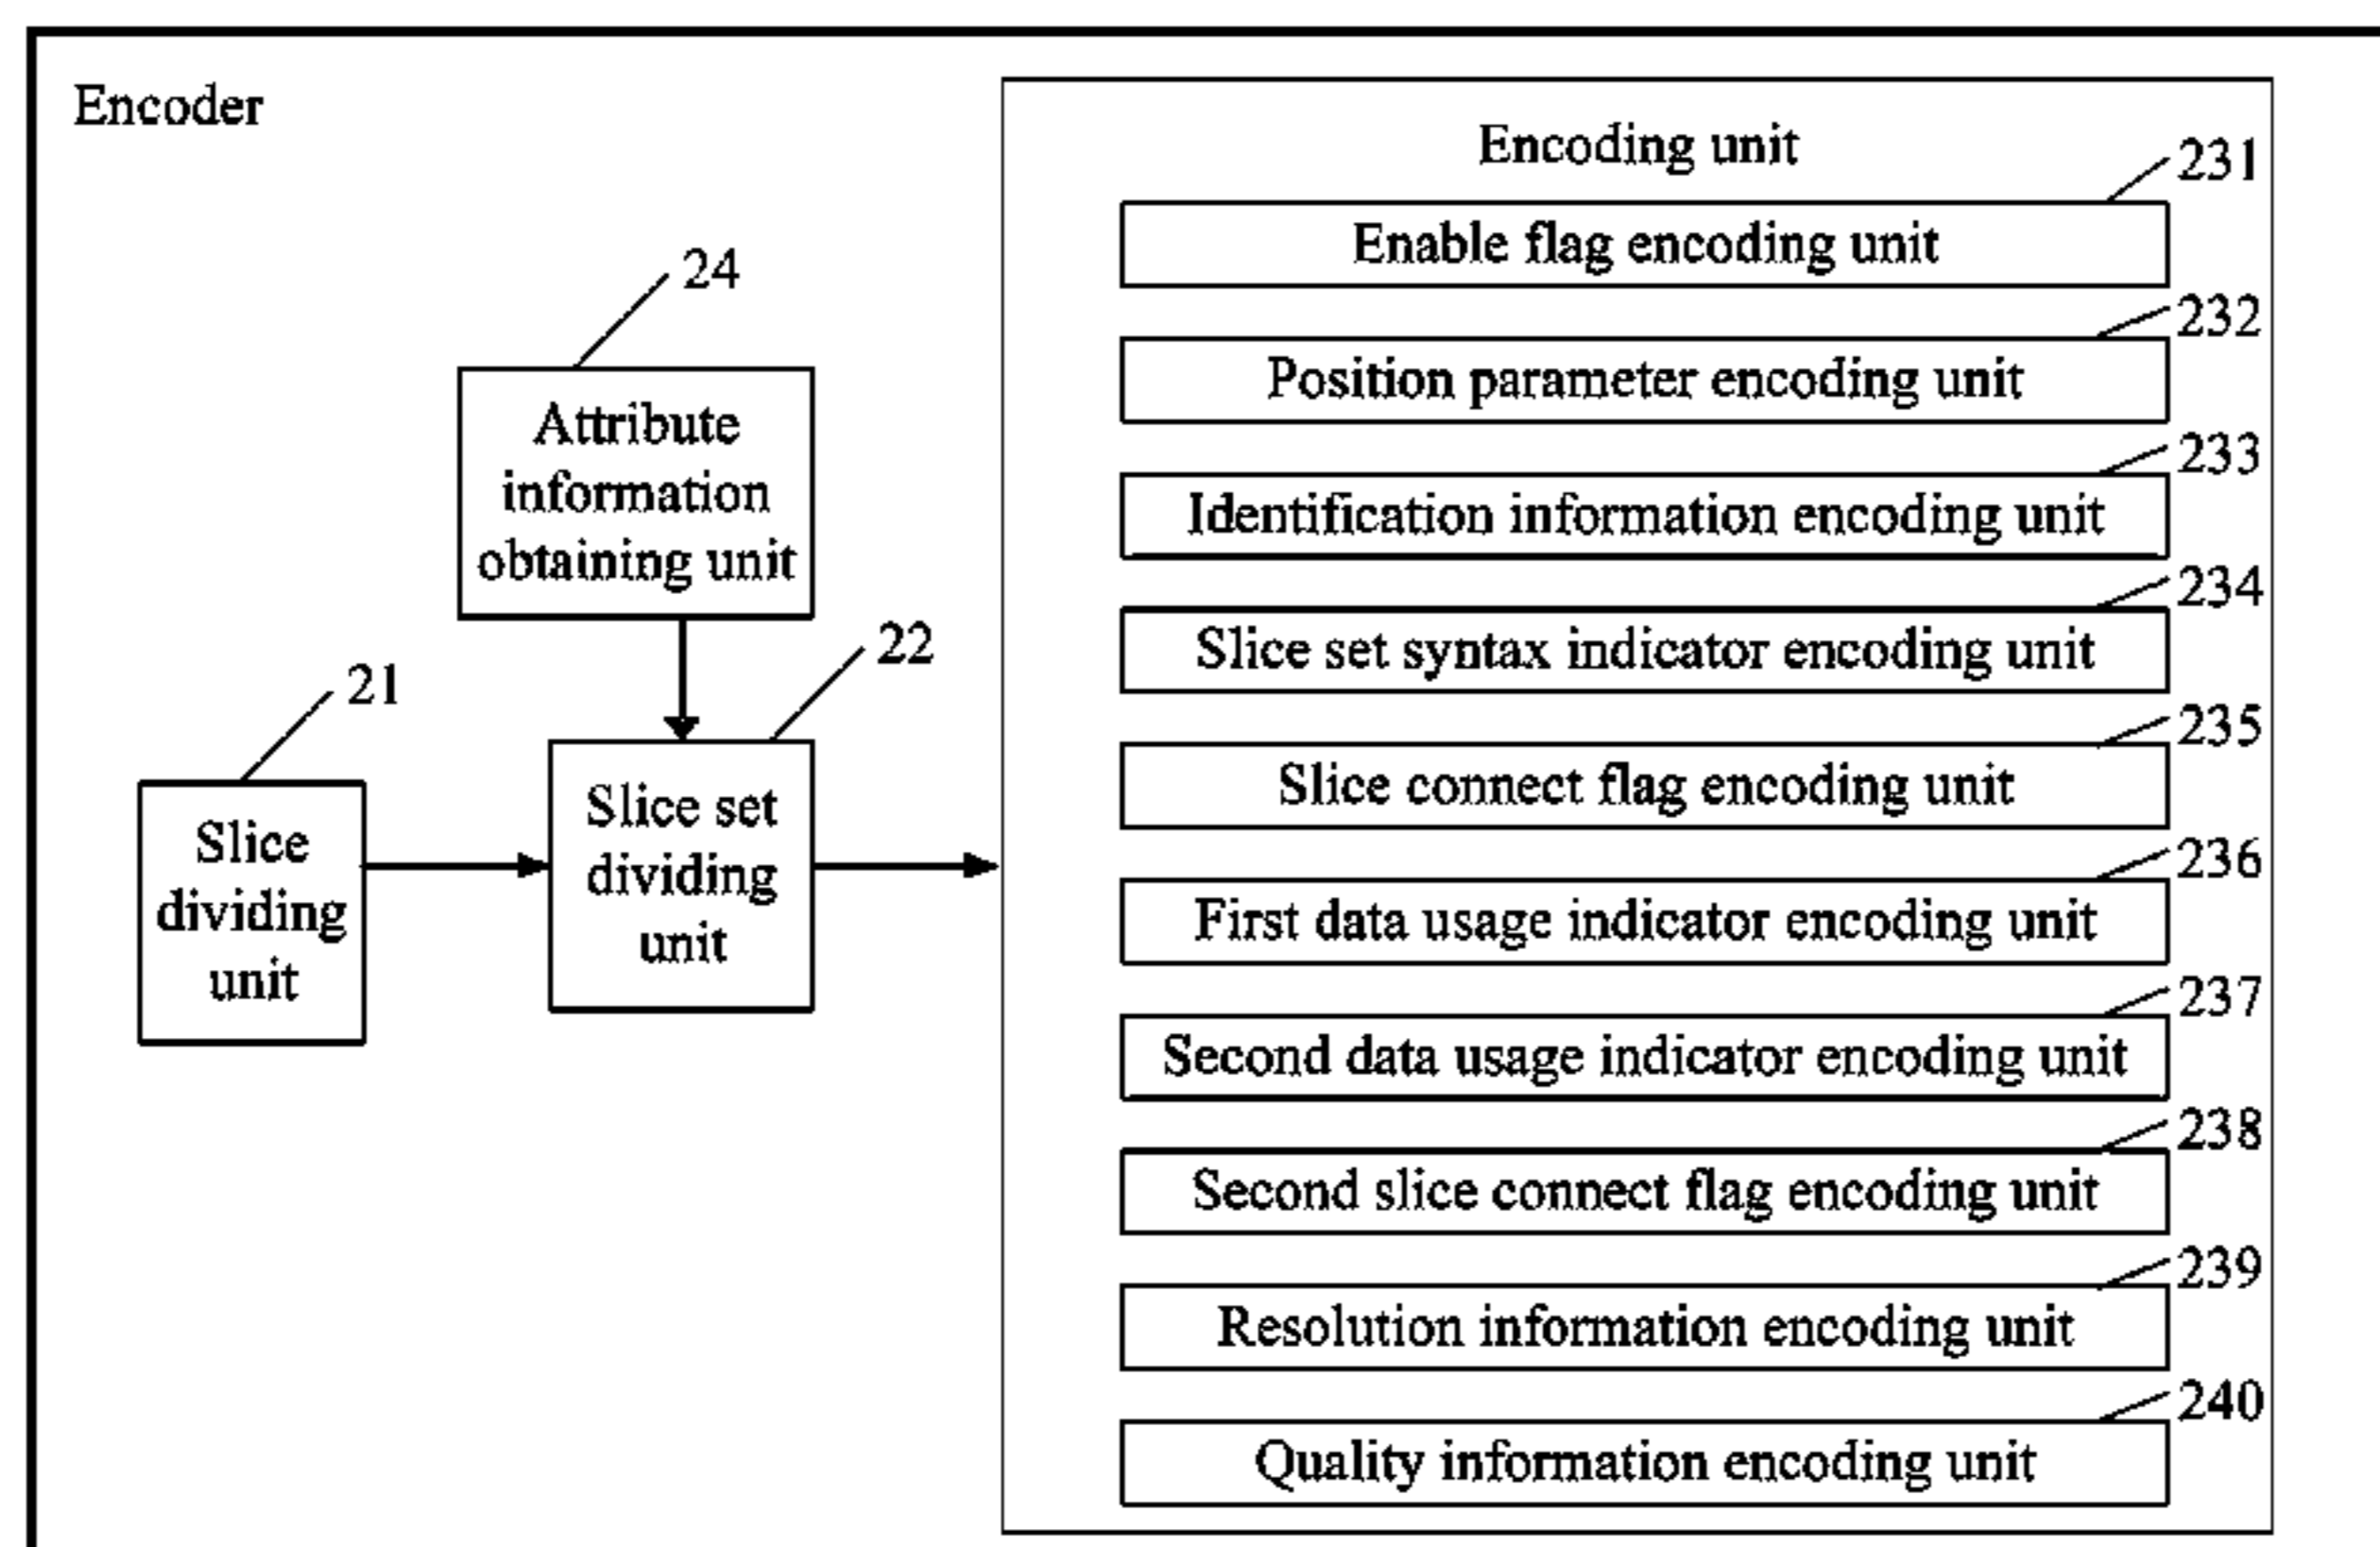 Encoder
24
Attribute
information
obtaining unit
21
Slice
dividing
unit
22
Slice set
dividing
unit
Encoding unit
231
Enable flag encoding unit
232
Position parameter encoding unit
233
Identification information encoding unit
234
Slice set syntax indicator encoding unit
235
Slice connect flag encoding unit
236
First data usage indicator encoding unit
237
Second data usage indicator encoding unit
238
Second slice connect flag encoding unit
239
Resolution information encoding unit
240
Quality information encoding unit